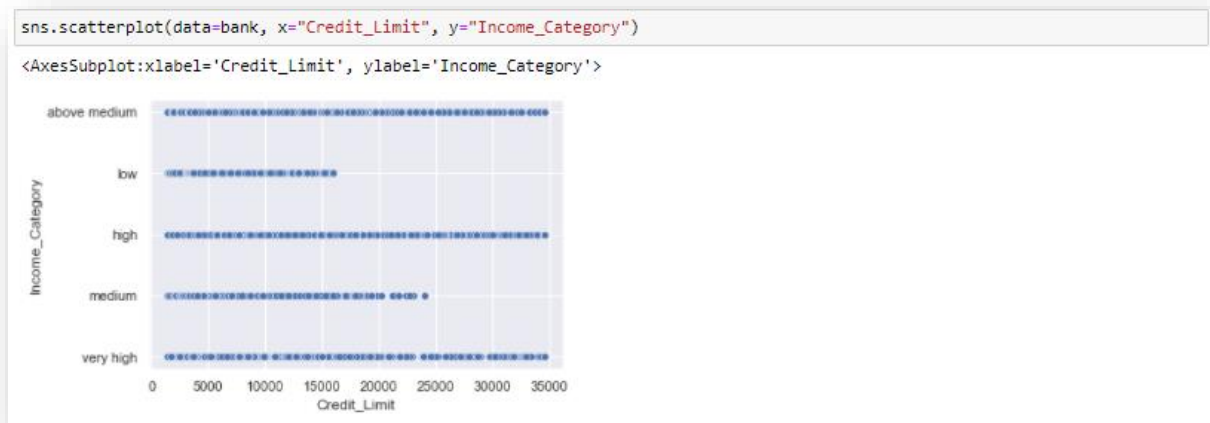 sns.scatterplot(data=bank, x="Credit_Limit", y="Income_Category")
<AxesSubplot:xlabel='Credit_Limit', ylabel='Income_Category'>
above medium
low
high
medium
very high
Income_Category
0 5000 10000 15000 20000 25000 30000 35000
Credit_Limit